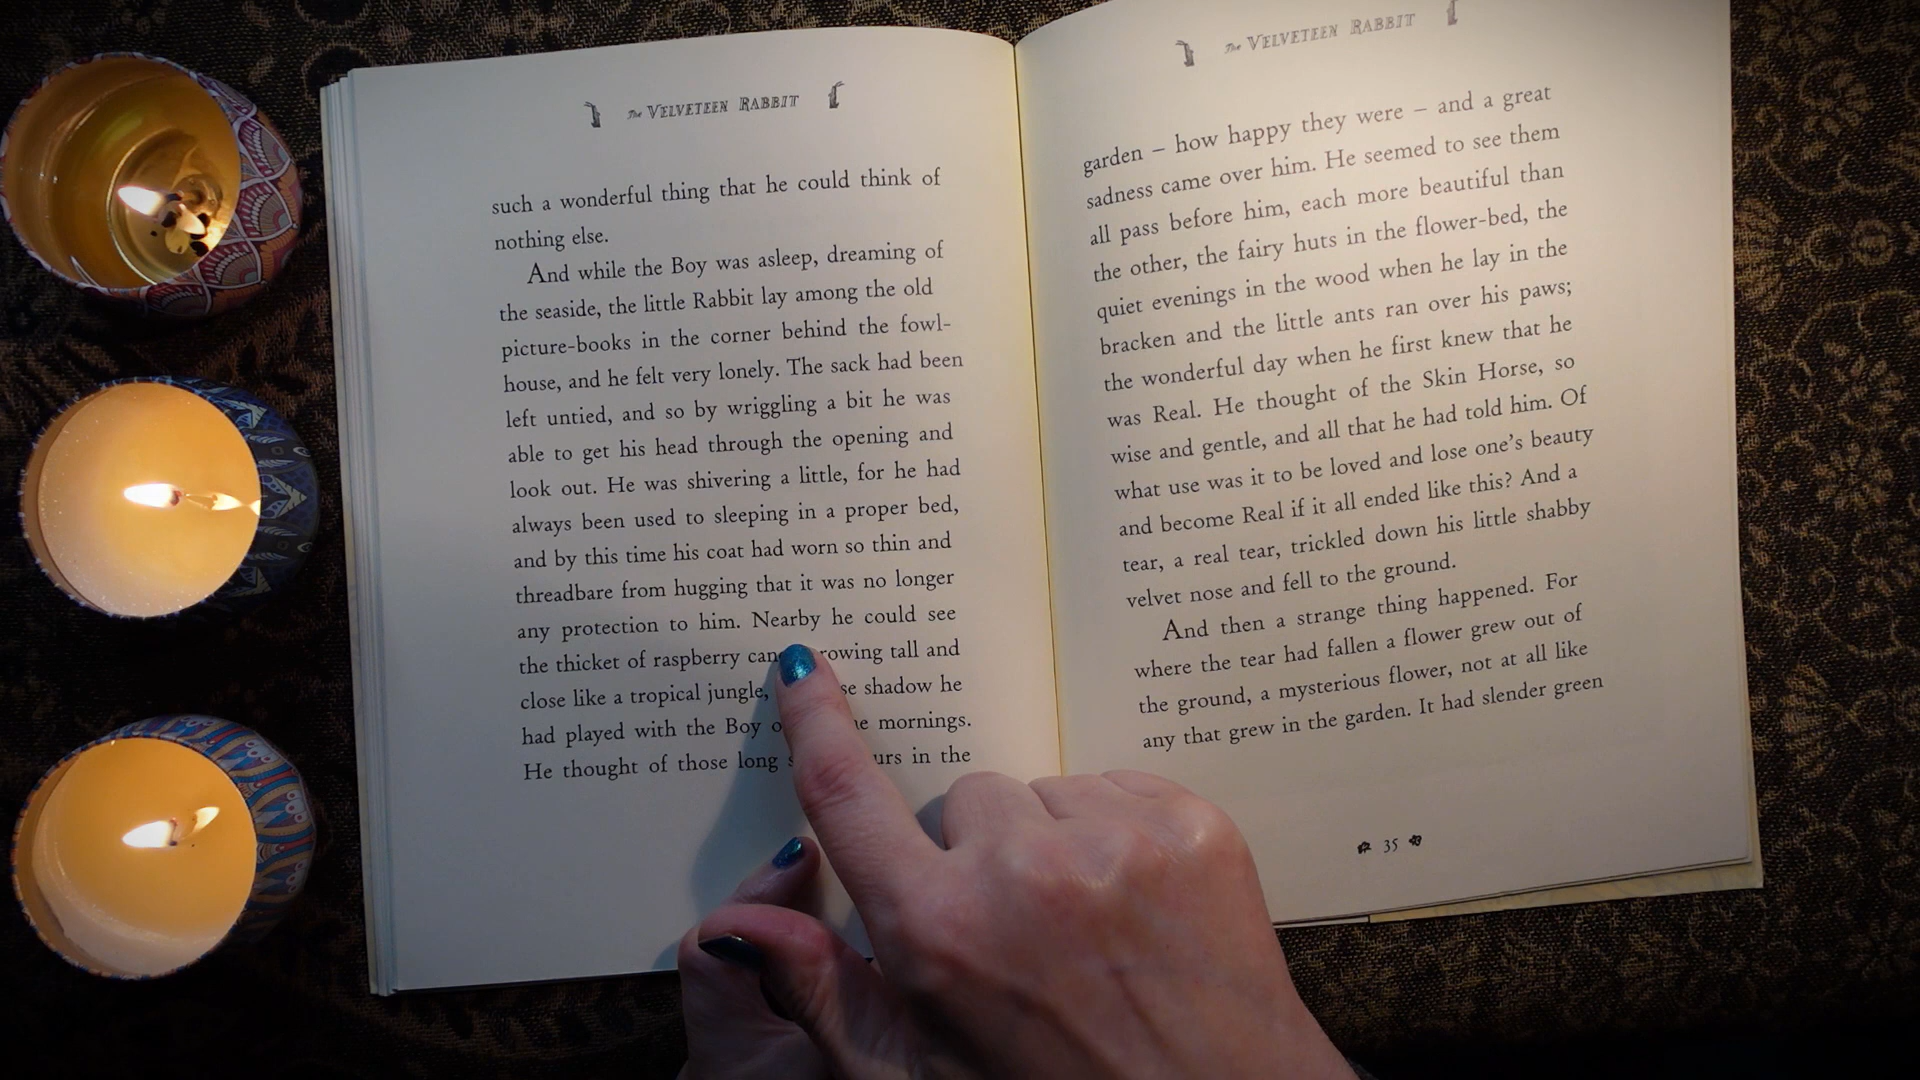 The VELVETEEN RABBIT
such a wonderful thing that he could think of
nothing else.
And while the Boy was asleep, dreaming of
the seaside, the little Rabbit lay among the old
picture-books in the corner behind the fowl-
house, and he felt very lonely. The sack had been
left untied, and so by wriggling a bit he was
able to get his head through the opening and
look out. He was shivering a little, for he had
always been used to sleeping in a proper bed,
and by this time his coat had worn so thin and
threadbare from hugging that it was no longer
any protection to him. Nearby he could see
the thicket of raspberry tall and
close like a tropical jungle, shadow he
had played with the Boy mornings.
He thought of those long in the
The VELVETEEN RABBIT
garden – how happy they were – and a great
sadness came over him. He seemed to see them
all pass before him, each more beautiful than
the other, the fairy huts in the flower-bed, the
quiet evenings in the wood when he lay in the
bracken and the little ants ran over his paws;
the wonderful day when he first knew that he
was Real. He thought of the Skin Horse, so
wise and gentle, and all that he had told him. Of
what use was it to be loved and lose one's beauty
and become Real if it all ended like this? And a
tear, a real tear, trickled down his little shabby
velvet nose and fell to the ground.
And then a strange thing happened. For
where the tear had fallen a flower grew out of
the ground, a mysterious flower, not at all like
any that grew in the garden. It had slender green
35